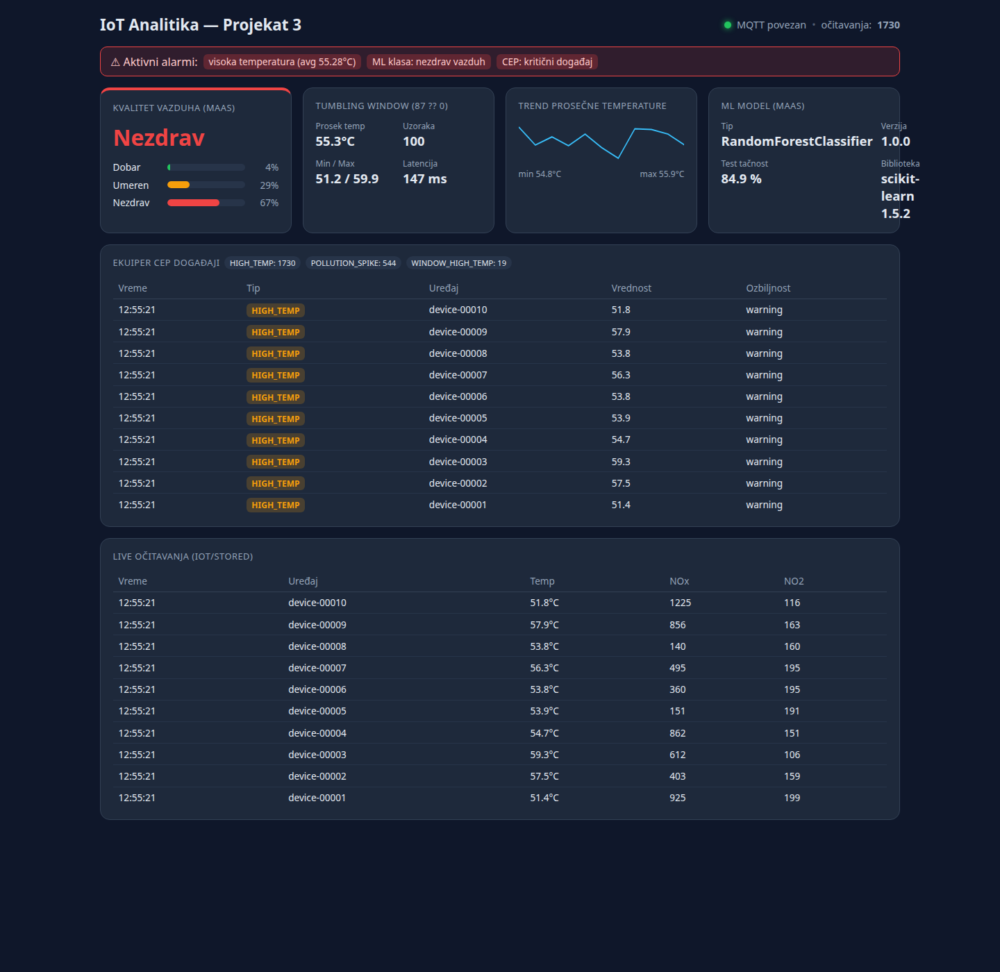 IoT Analitika — Projekat 3
MQTT povezan • očitavanja: 1730
⚠ Aktivni alarmi: visoka temperatura (avg 55.28°C) ML klasa: nezdrav vazduh CEP: kritični događaj
KVALITET VAZDUHA (MAAS)
Nezdrav
Dobar 4%
Umeren 29%
Nezdrav 67%
TUMBLING WINDOW (87 ?? 0)
Prosek temp Uzoraka
55.3°C 100
Min / Max Latencija
51.2 / 59.9 147 ms
TREND PROSEČNE TEMPERATURE
min 54.8°C max 55.9°C
ML MODEL (MAAS)
Tip Verzija
RandomForestClassifier 1.0.0
Test tačnost Biblioteka
84.9 % scikit-
learn
1.5.2
EKUIPER CEP DOGAĐAJI HIGH_TEMP: 1730 POLLUTION_SPIKE: 544 WINDOW_HIGH_TEMP: 19
Vreme Tip Uređaj Vrednost Ozbiljnost
12:55:21 HIGH_TEMP device-00010 51.8 warning
12:55:21 HIGH_TEMP device-00009 57.9 warning
12:55:21 HIGH_TEMP device-00008 53.8 warning
12:55:21 HIGH_TEMP device-00007 56.3 warning
12:55:21 HIGH_TEMP device-00006 53.8 warning
12:55:21 HIGH_TEMP device-00005 53.9 warning
12:55:21 HIGH_TEMP device-00004 54.7 warning
12:55:21 HIGH_TEMP device-00003 59.3 warning
12:55:21 HIGH_TEMP device-00002 57.5 warning
12:55:21 HIGH_TEMP device-00001 51.4 warning
LIVE OČITAVANJA (IOT/STORED)
Vreme Uređaj Temp NOx NO2
12:55:21 device-00010 51.8°C 1225 116
12:55:21 device-00009 57.9°C 856 163
12:55:21 device-00008 53.8°C 140 160
12:55:21 device-00007 56.3°C 495 195
12:55:21 device-00006 53.8°C 360 195
12:55:21 device-00005 53.9°C 151 191
12:55:21 device-00004 54.7°C 862 151
12:55:21 device-00003 59.3°C 612 106
12:55:21 device-00002 57.5°C 403 159
12:55:21 device-00001 51.4°C 925 199